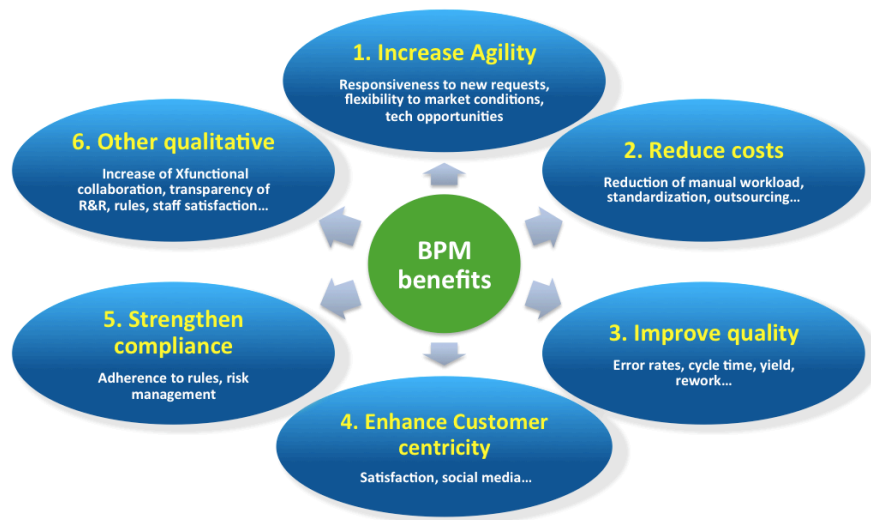 1. Increase Agility
Responsiveness to new requests,
flexibility to market conditions,
tech opportunities
2. Reduce costs
Reduction of manual workload,
standardization, outsourcing…
3. Improve quality
Error rates, cycle time, yield,
rework…
4. Enhance Customer
centricity
Satisfaction, social media…
5. Strengthen
compliance
Adherence to rules, risk
management
6. Other qualitative
Increase of Xfunctional
collaboration, transparency of
R&R, rules, staff satisfaction…
BPM
benefits